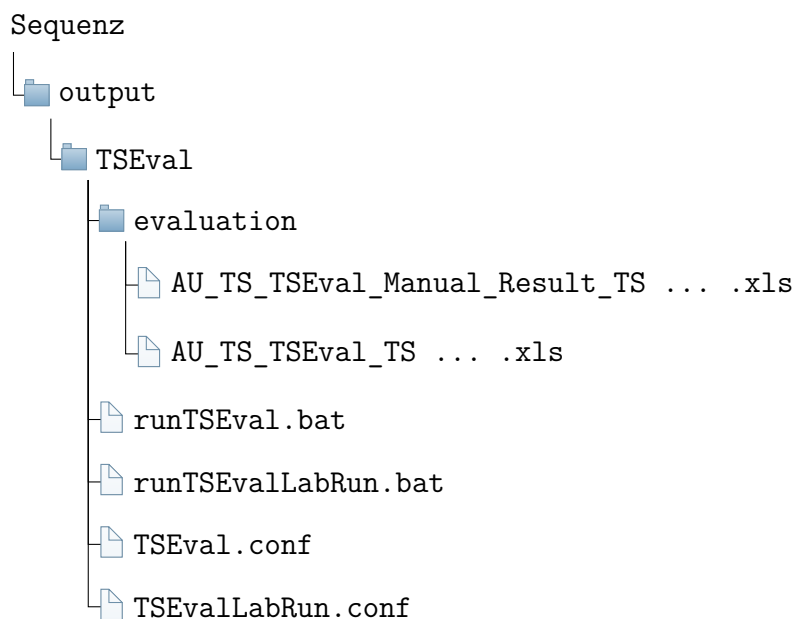 Sequenz
output
TSEval
evaluation
AU_TS_TSEval_Manual_Result_TS ... .xls
AU_TS_TSEval_TS ... .xls
runTSEval.bat
runTSEvalLabRun.bat
TSEval.conf
TSEvalLabRun.conf